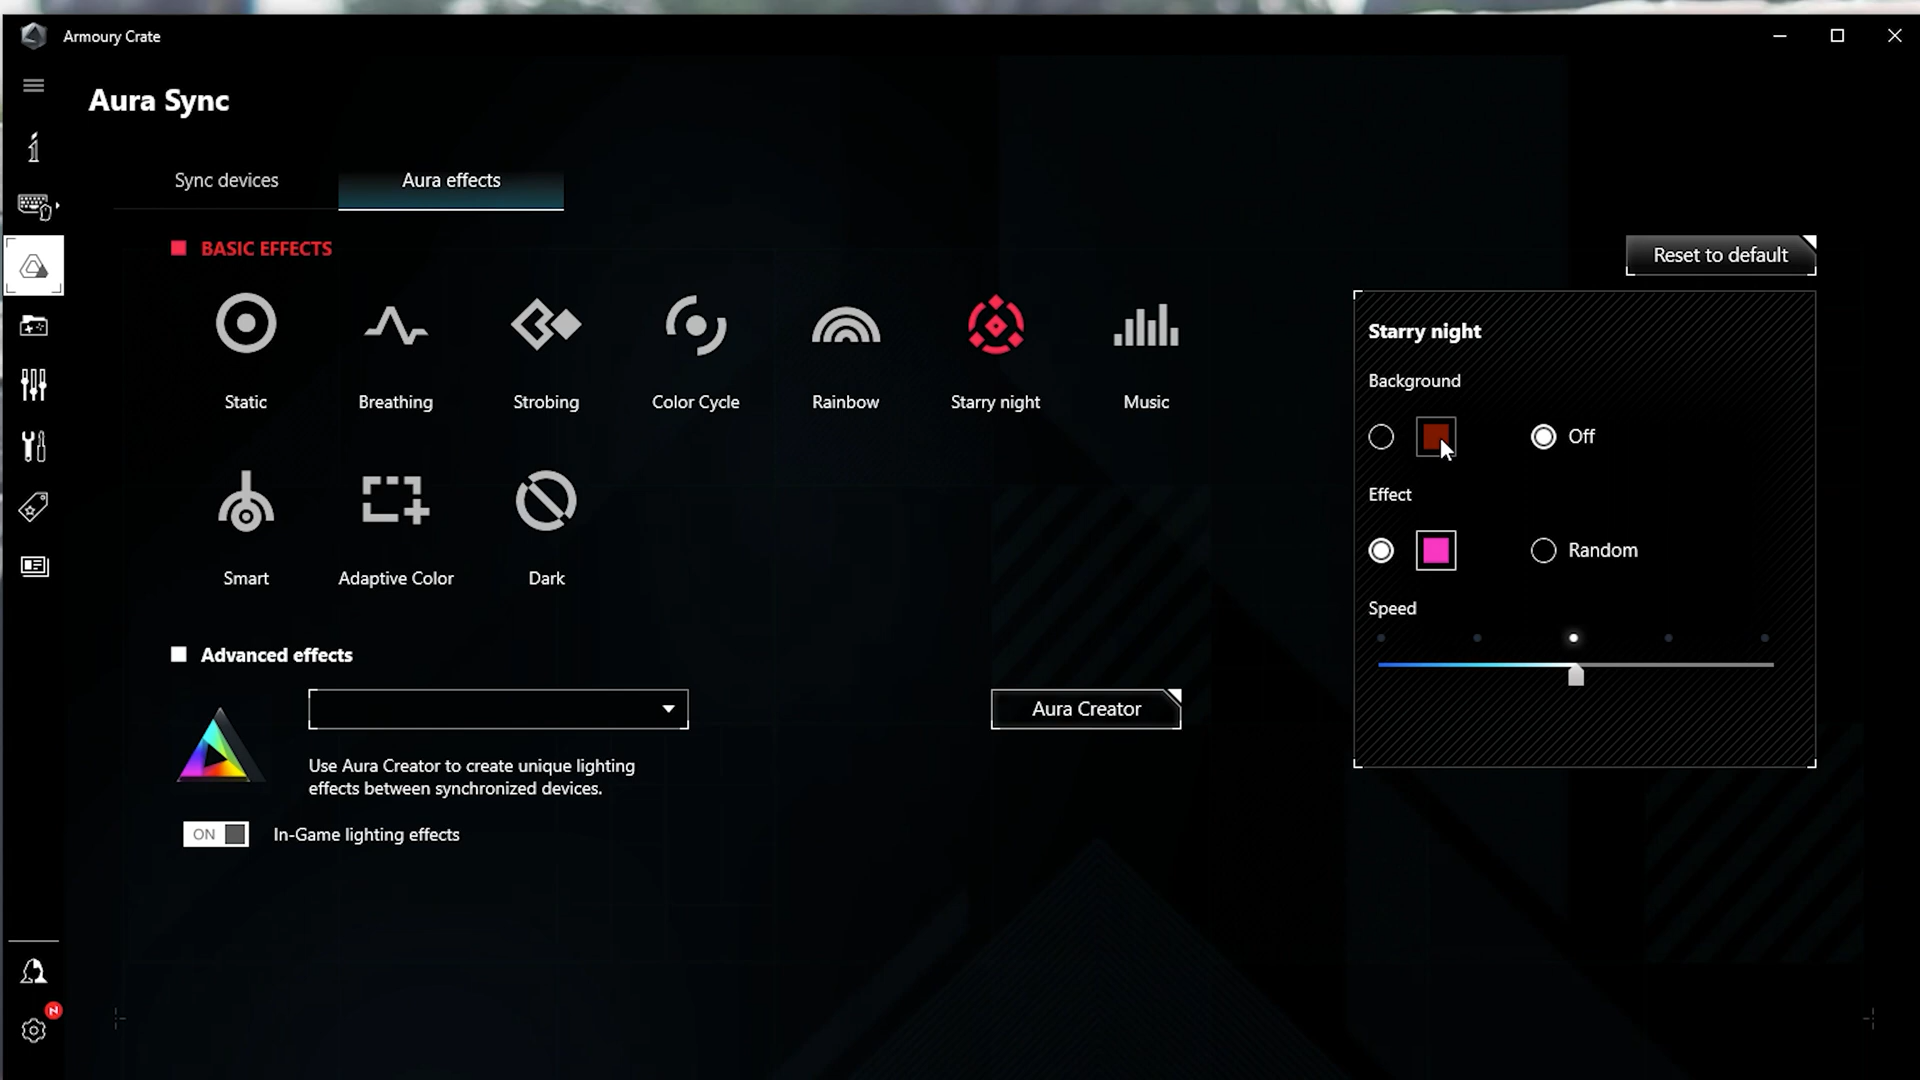 Armoury Crate
Aura Sync
Sync devices
Aura effects
BASIC EFFECTS
Reset to default
Static
Breathing
Strobing
Color Cycle
Rainbow
Starry night
Music
Smart
Adaptive Color
Dark
Starry night
Background
Off
Effect
Random
Speed
Advanced effects
Aura Creator
Use Aura Creator to create unique lighting
effects between synchronized devices.
ON
In-Game lighting effects
N